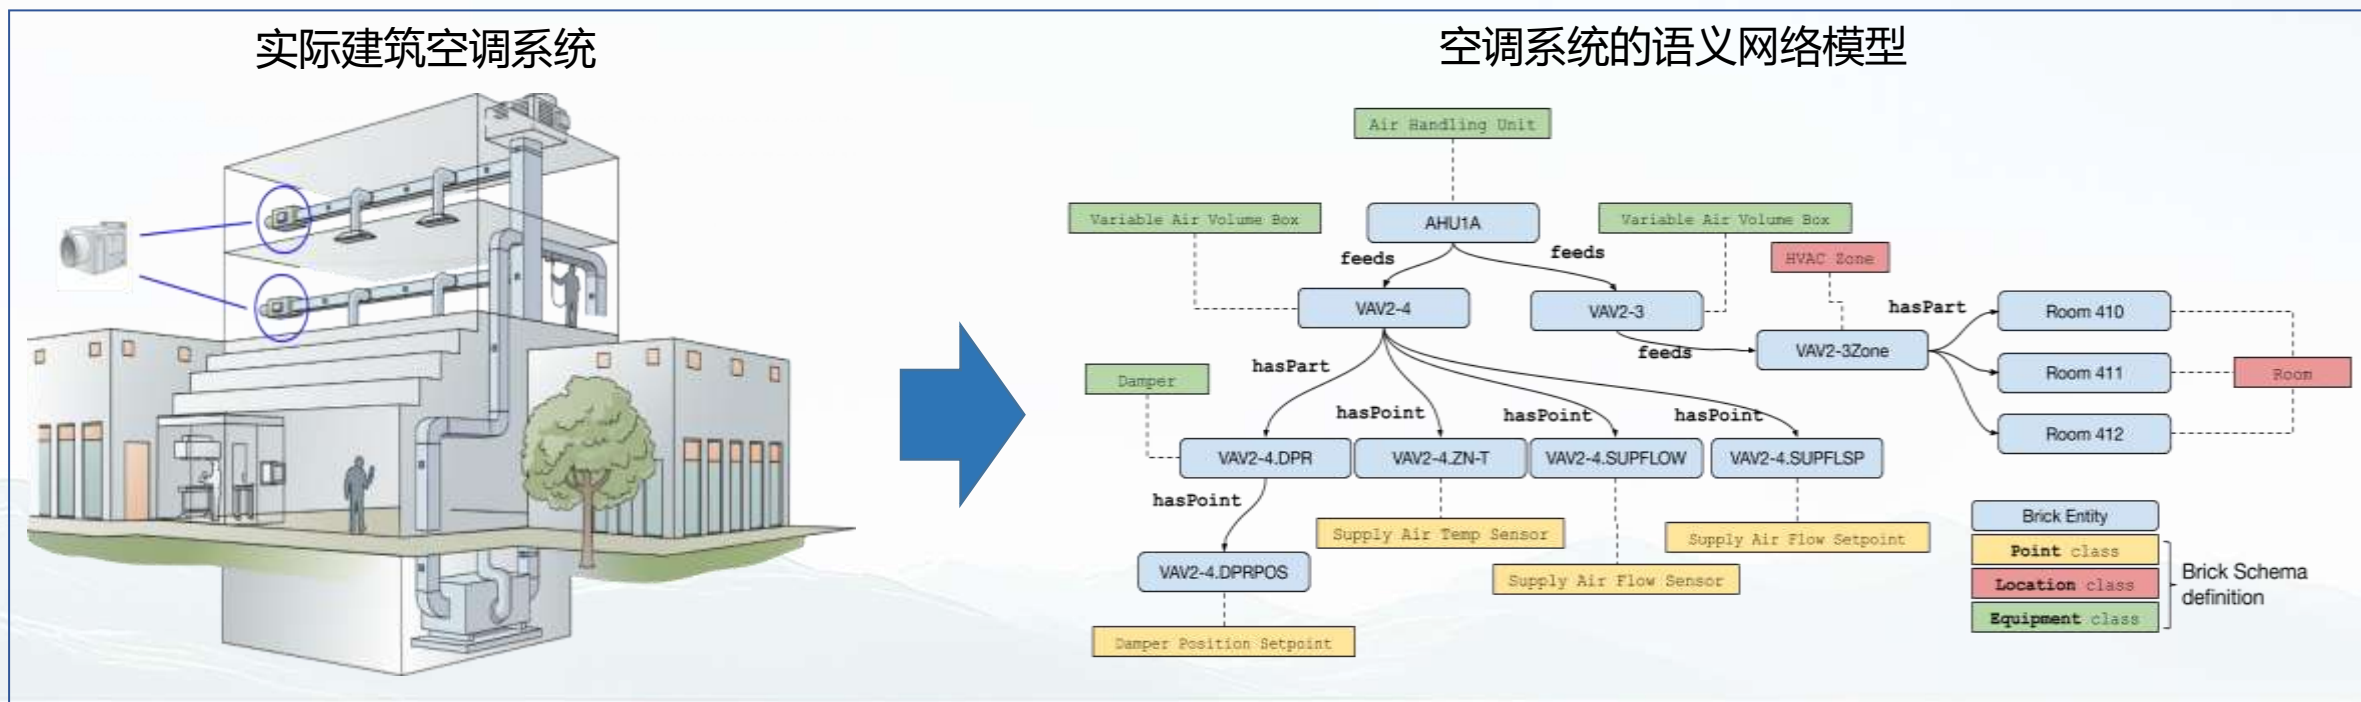 实际建筑空调系统
空调系统的语义网络模型
Air Handling Unit
Variable Air Volume Box
AHU1A
Variable Air Volume Box
feeds
feeds
HVAC Zone
VAV2-4
VAV2-3
hasPart
Room 410
feeds
VAV2-3Zone
Room 411
Room
Room 412
Damper
hasPart
hasPoint
hasPoint
hasPoint
VAV2-4.DPR
VAV2-4.ZN-T
VAV2-4.SUPFLOW
VAV2-4.SUPFLSP
hasPoint
Supply Air Temp Sensor
Supply Air Flow Setpoint
VAV2-4.DPRPOS
Supply Air Flow Sensor
Damper Position Setpoint
Brick Entity
Point class
Location class
Equipment class
Brick Schema
definition